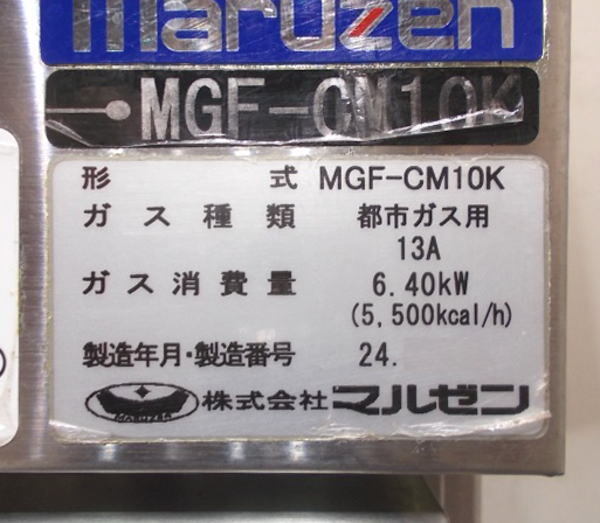 maruzen
MGF-CM10K
形式 MGF-CM10K
ガス種類 都市ガス用
13A
ガス消費量 6.40kW
(5,500kcal/h)
製造年月・製造番号 24.
MARUZEN 株式会社マルゼン